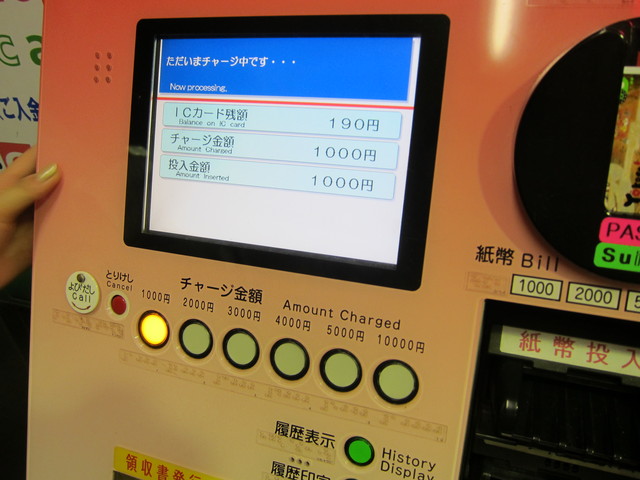 ただいまチャージ中です・・・
Now processing.
ICカード残額
Balance on IC card
190円
チャージ金額
Amount Charged
1000円
投入金額
Amount Inserted
1000円
ご入金
よびだし
Call
とりけし
Cancel
チャージ金額 Amount Charged
1000円 2000円 3000円 4000円 5000円 10000円
履歴表示
History
Display
履歴印字
領収書発行
紙幣 Bill
1000 2000 5
紙幣投入
PAS
Su